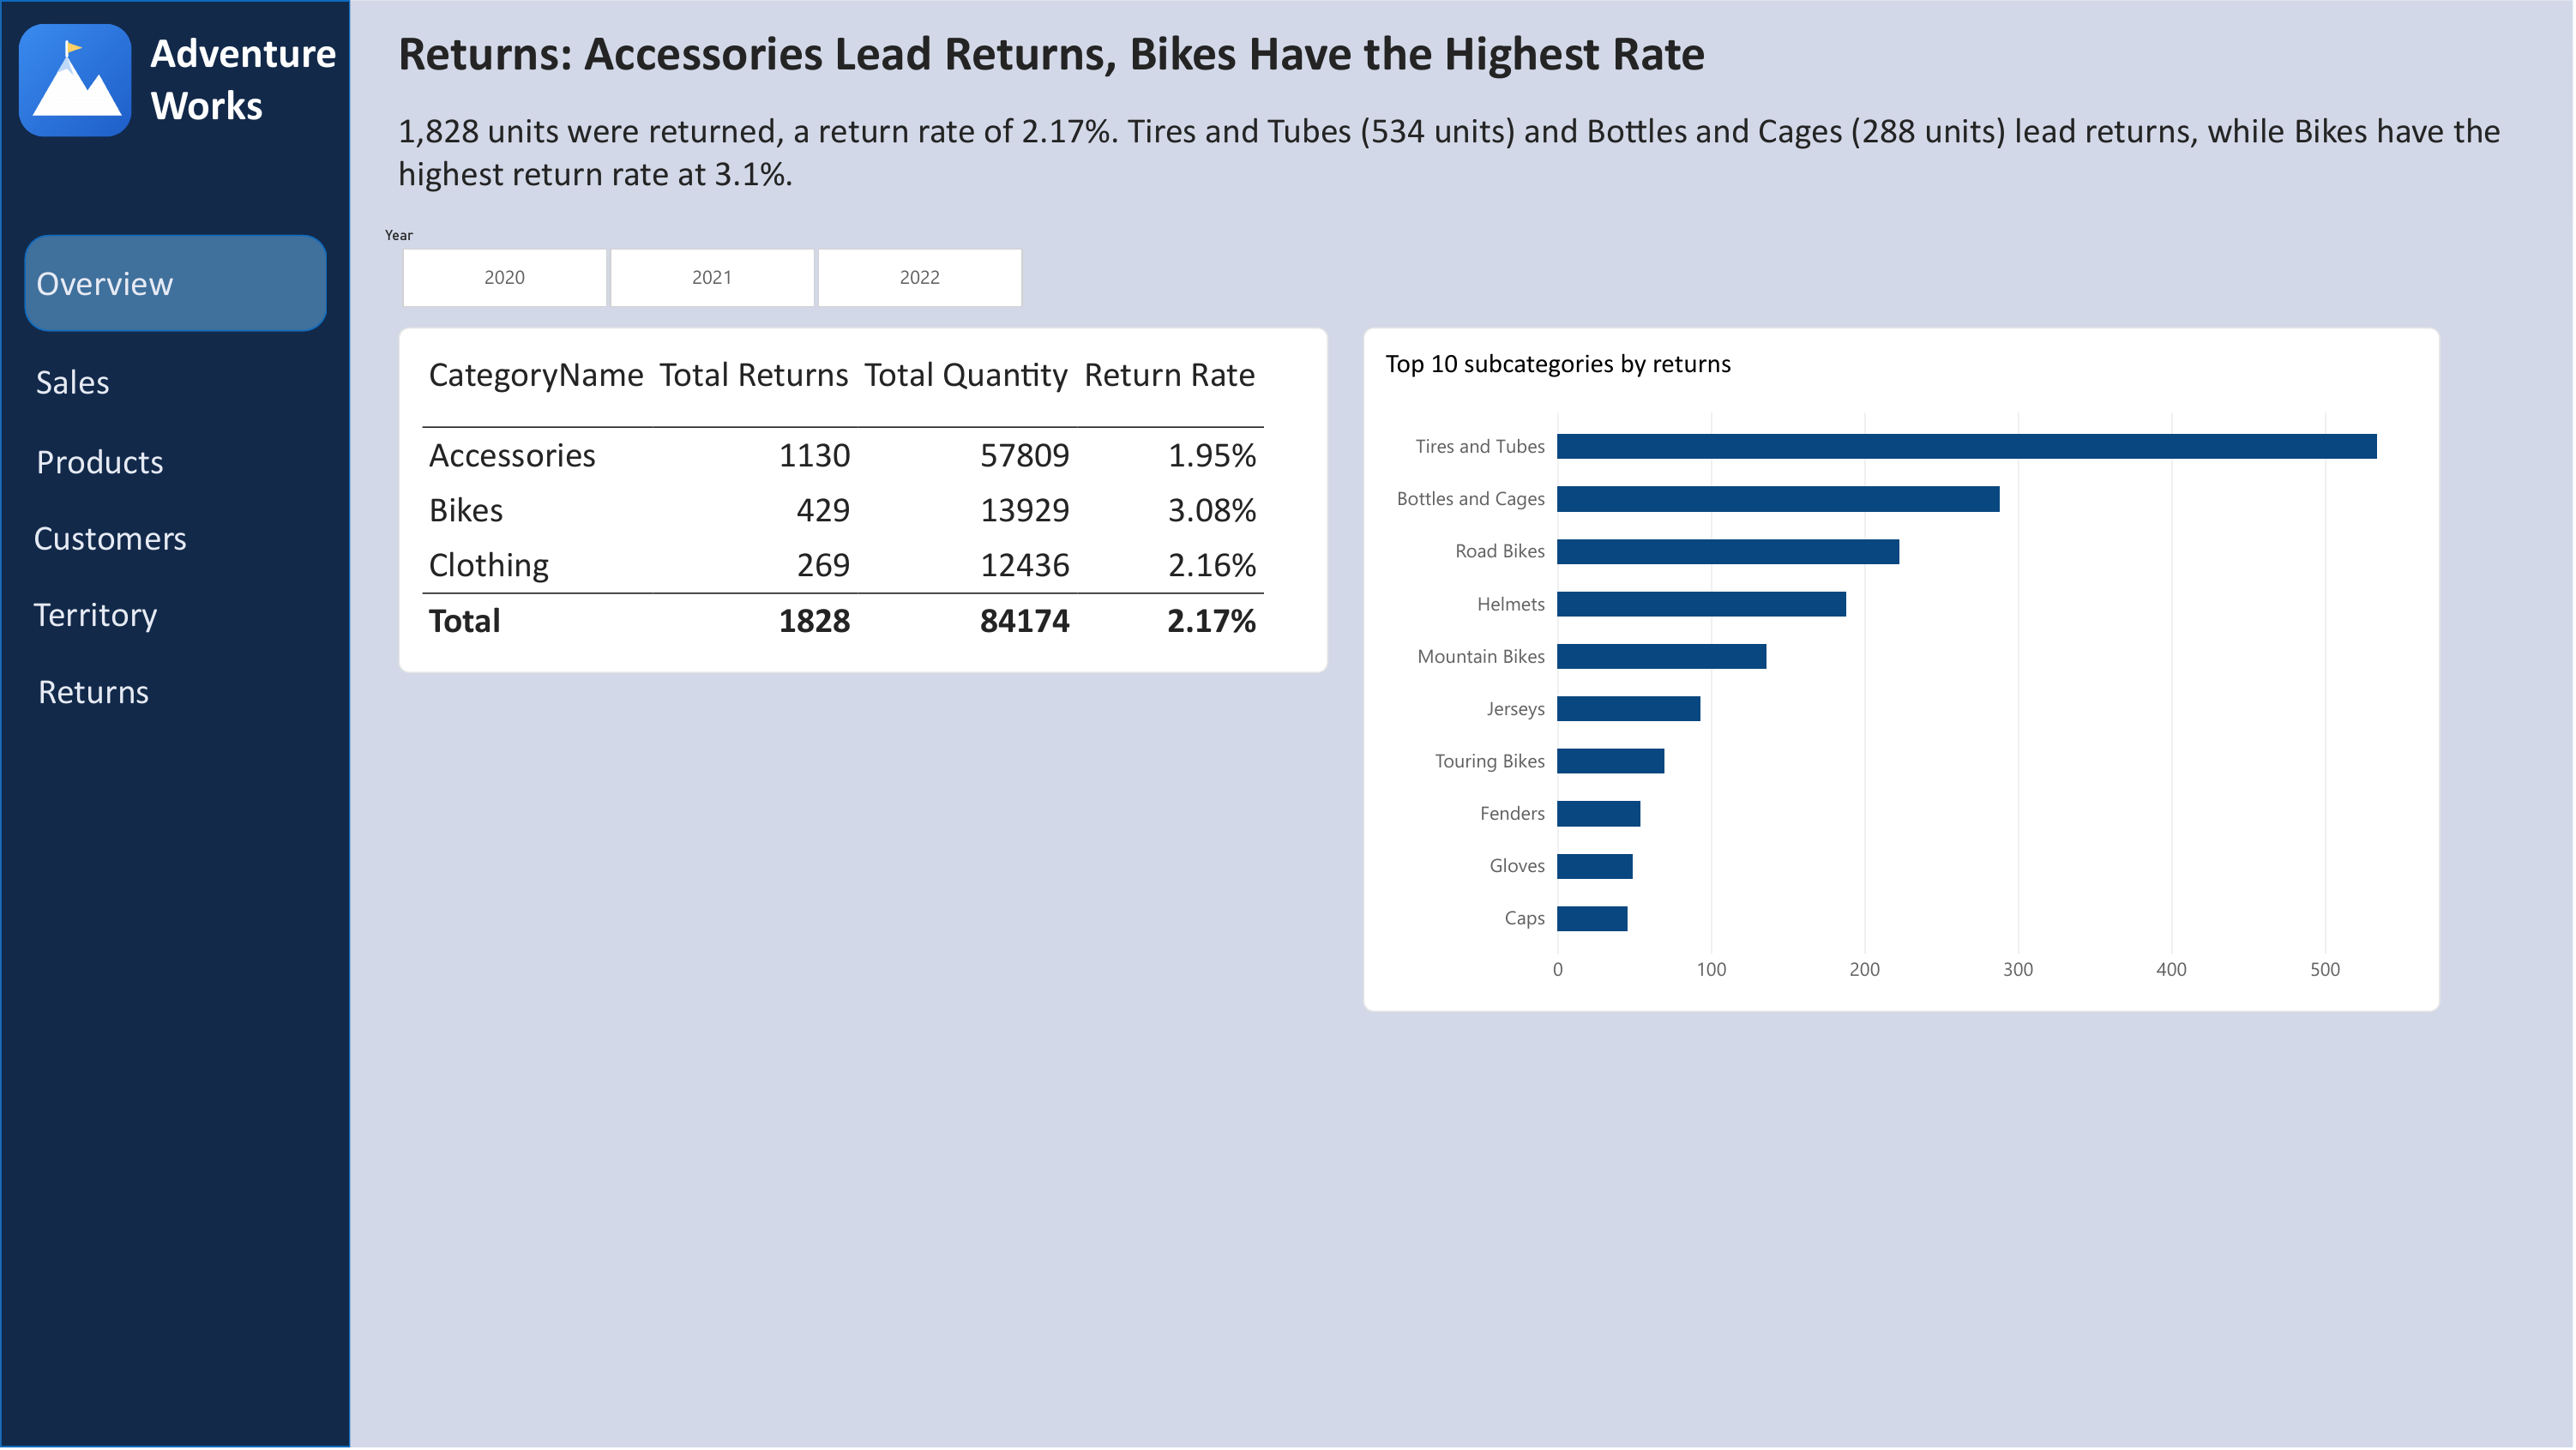 Adventure
Works
Overview
Sales
Products
Customers
Territory
Returns
Returns: Accessories Lead Returns, Bikes Have the Highest Rate
1,828 units were returned, a return rate of 2.17%. Tires and Tubes (534 units) and Bottles and Cages (288 units) lead returns, while Bikes have the
highest return rate at 3.1%.
Year
2020 2021 2022
CategoryName Total Returns Total Quantity Return Rate
Accessories 1130 57809 1.95%
Bikes 429 13929 3.08%
Clothing 269 12436 2.16%
Total 1828 84174 2.17%
Top 10 subcategories by returns
Tires and Tubes
Bottles and Cages
Road Bikes
Helmets
Mountain Bikes
Jerseys
Touring Bikes
Fenders
Gloves
Caps
0 100 200 300 400 500